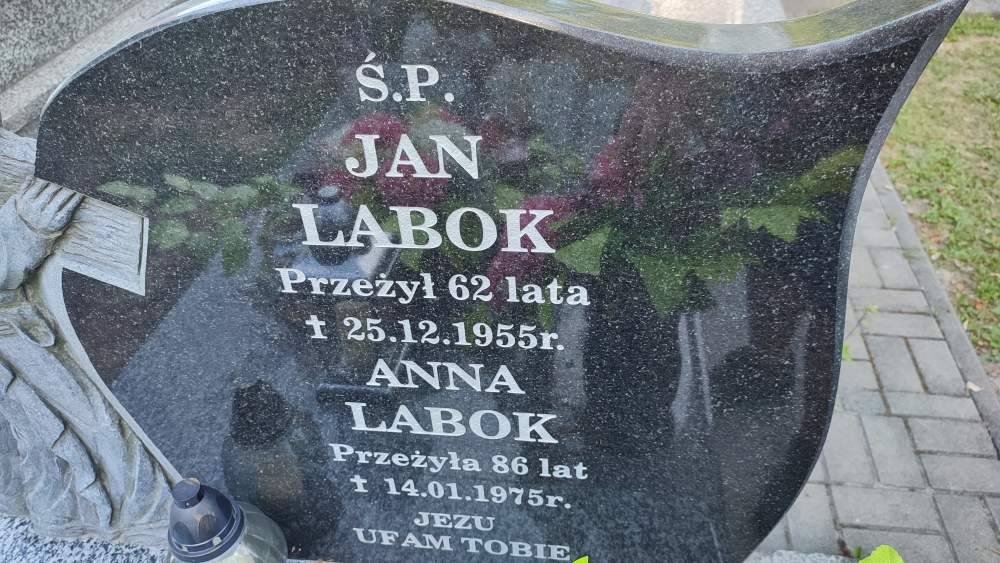 Ś.P.
JAN
LABOK
Przeżył 62 lata
† 25.12.1955r.
ANNA
LABOK
Przeżyła 86 lat
† 14.01.1975r.
JEZU
UFAM TOBIE